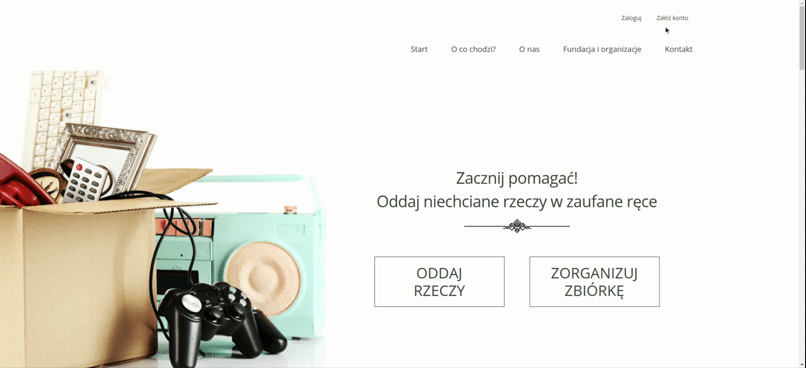 Zaloguj Załóż konto
Start O co chodzi? O nas Fundacja i organizacje Kontakt
Zacznij pomagać!
Oddaj niechciane rzeczy w zaufane ręce
ODDAJ
RZECZY
ZORGANIZUJ
ZBIÓRKĘ